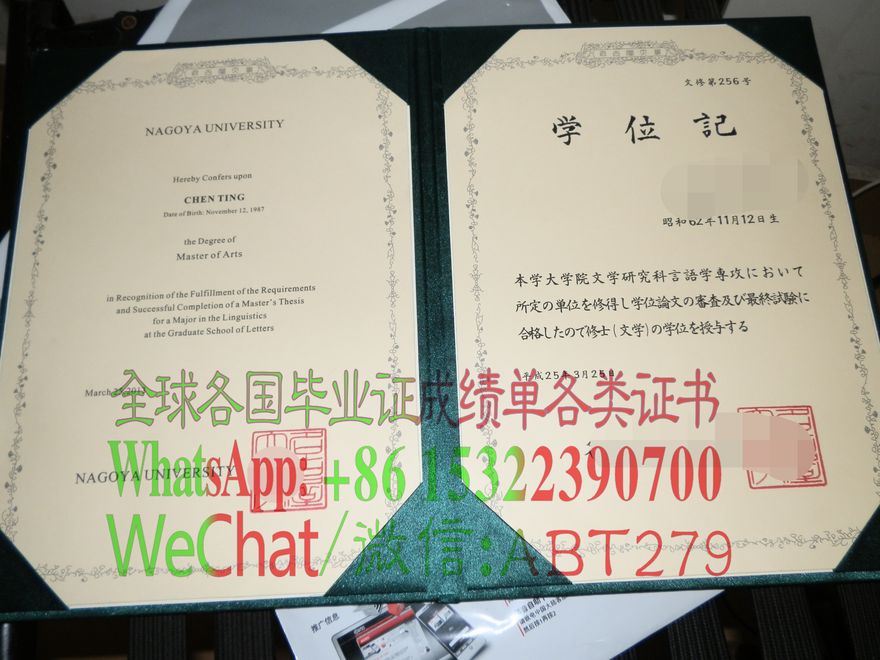 NAGOYA UNIVERSITY
Hereby Confers upon
CHEN TING
Date of Birth: November 12, 1987
the Degree of
Master of Arts
in Recognition of the Fulfillment of the Requirements
and Successful Completion of a Master's Thesis
for a Major in the Linguistics
at the Graduate School of Letters
March 25, 2013
NAGOYA UNIVERSITY
文修第256号
学位記
昭和62年11月12日生
本学大学院文学研究科言語学専攻において
所定の単位を修得し学位論文の審査及び最終試験に
合格したので修士(文学)の学位を授与する
平成25年3月25日
全球各国毕业证成绩单各类证书
WhatsApp: +86 15322390700
WeChat/微信:ABT279
推广信息